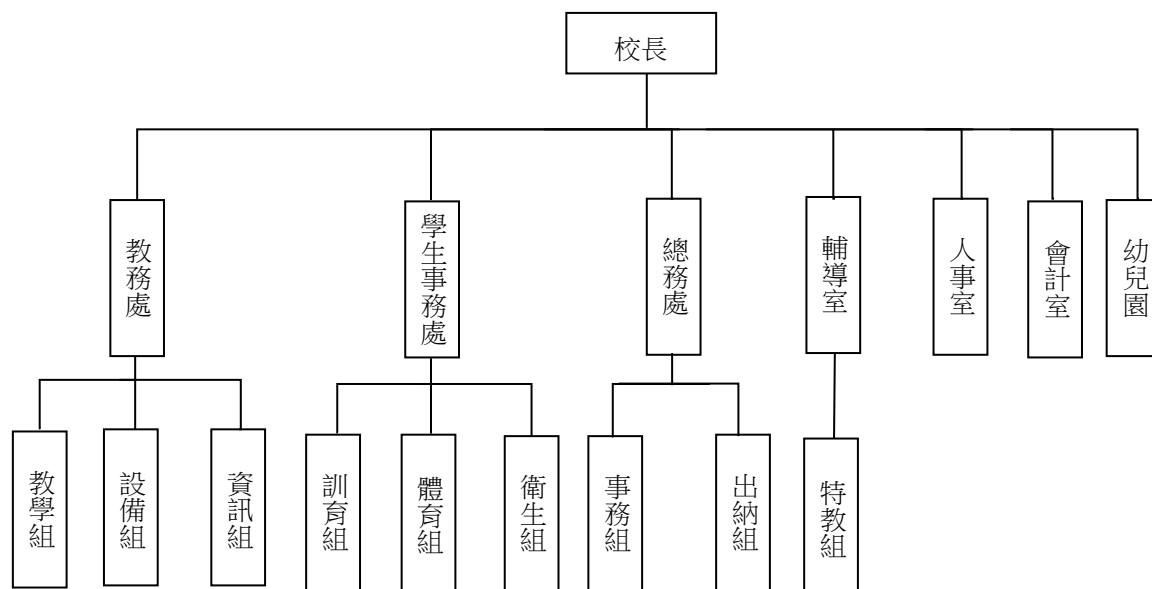 校長
教務處
學生事務處
總務處
輔導室
人事室
會計室
幼兒園
教學組
設備組
資訊組
訓育組
體育組
衛生組
事務組
出納組
特教組